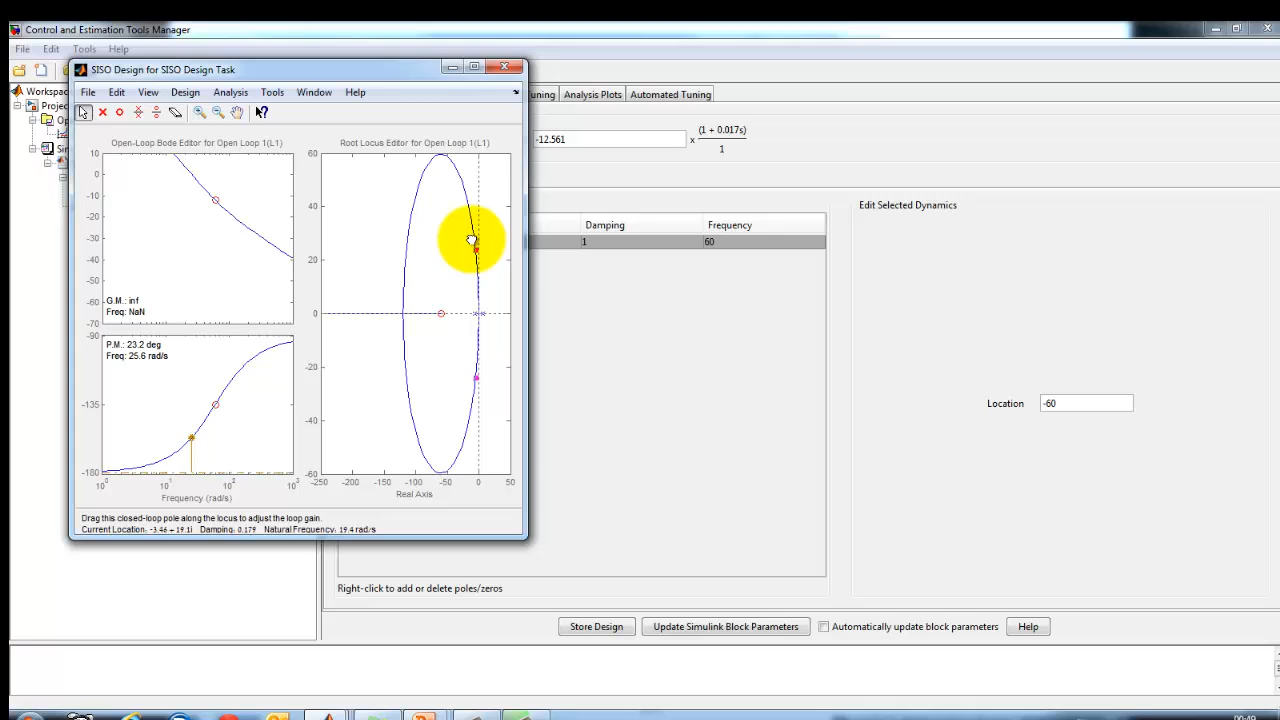 Control and Estimation Tools Manager
File Edit Tools Help
SISO Design for SISO Design Task
File Edit View Design Analysis Tools Window Help
Analysis Plots Automated Tuning
-12.561 x (1 + 0.017s)
1
Open-Loop Bode Editor for Open Loop 1(L1)
10
0
-10
-20
-30
-40
-50
-60
-70
G.M.: inf
Freq: NaN
-90
-135
-180
P.M.: 23.2 deg
Freq: 25.6 rad/s
10^0 10^1 10^2 10^3
Frequency (rad/s)
Root Locus Editor for Open Loop 1(L1)
60
40
20
0
-20
-40
-60
-250 -200 -150 -100 -50 0 50
Real Axis
Drag this closed-loop pole along the locus to adjust the loop gain.
Current Location: -3.46 + 19.1i Damping: 0.179 Natural Frequency: 19.4 rad/s
Damping Frequency
1 60
Edit Selected Dynamics
Location -60
Right-click to add or delete poles/zeros
Store Design Update Simulink Block Parameters Automatically update block parameters Help
00:49